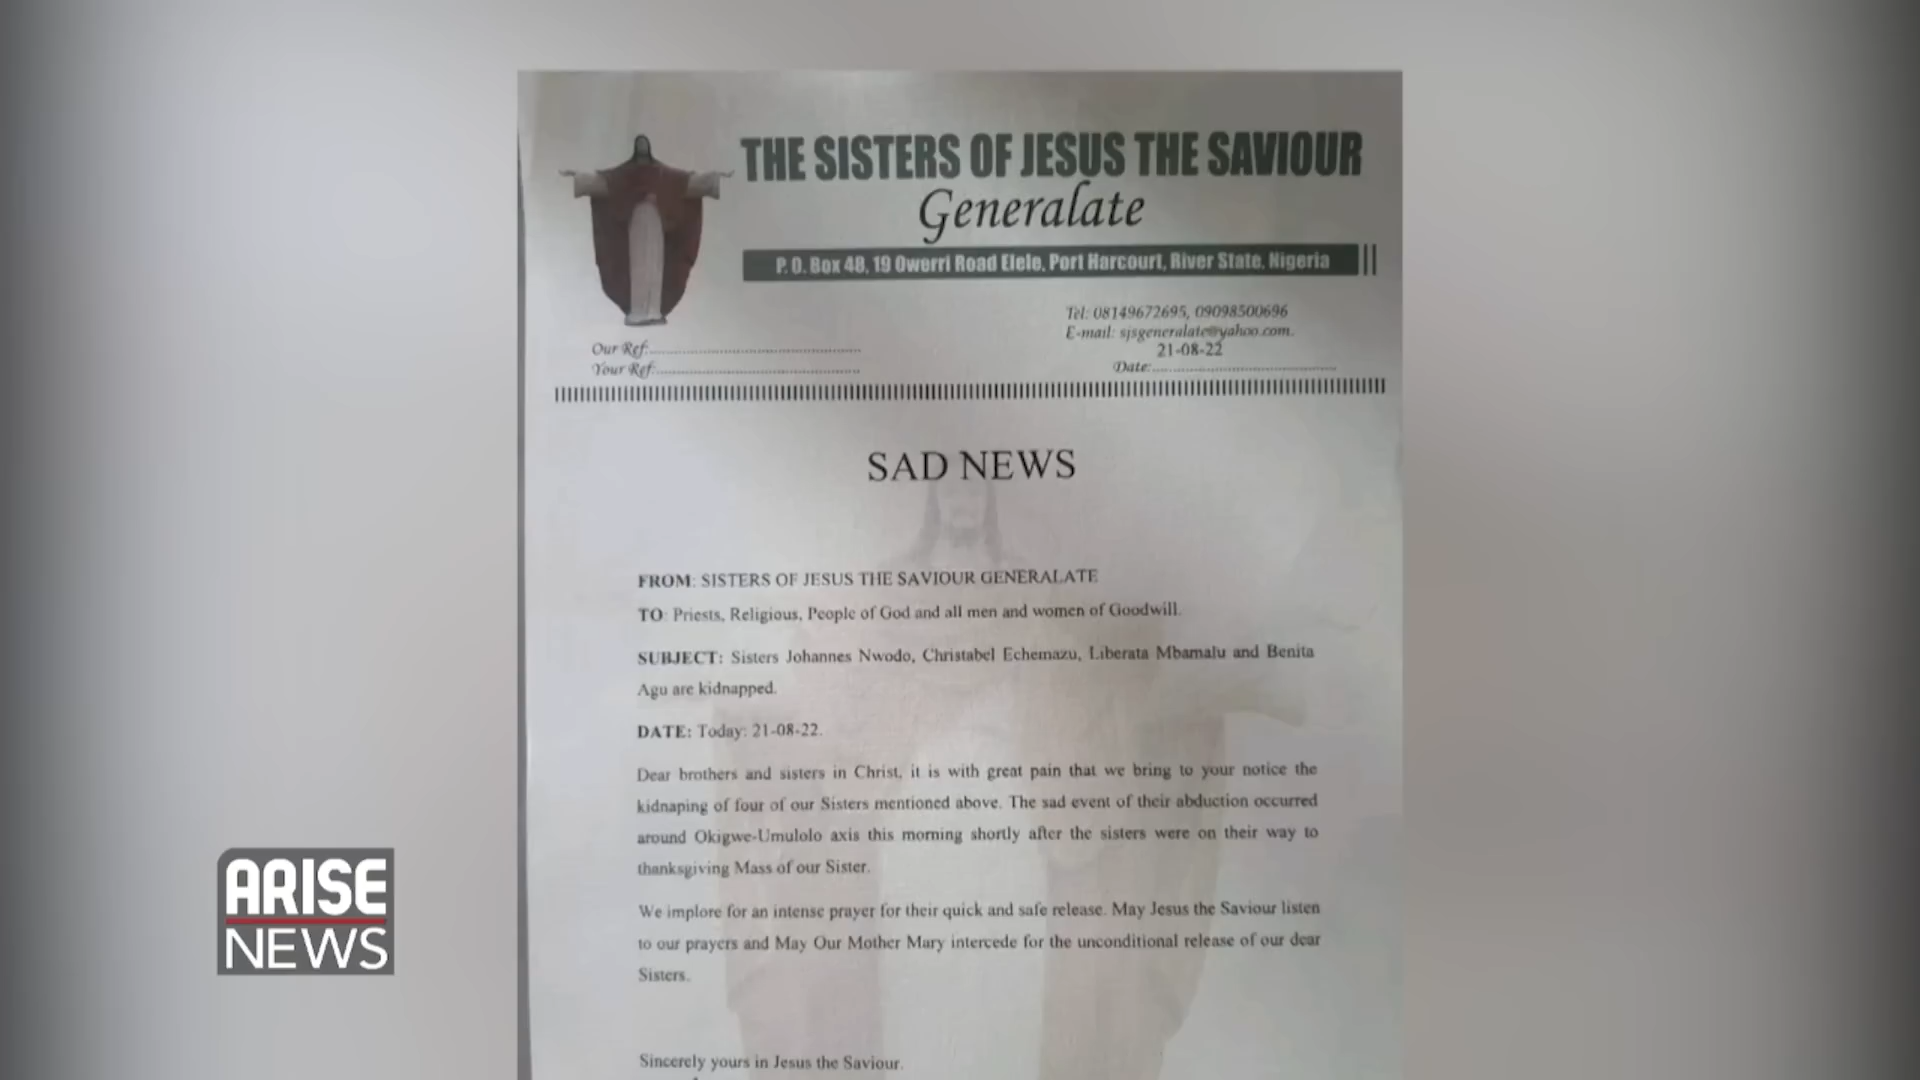 THE SISTERS OF JESUS THE SAVIOUR
Generalate
P. O. Box 48, 19 Owerri Road Elele, Port Harcourt, River State, Nigeria
Tel: 08149672695, 09098500696
E-mail: sjsgeneralate@yahoo.com.
21-08-22
Our Ref:
Your Ref:
Date:
SAD NEWS
FROM: SISTERS OF JESUS THE SAVIOUR GENERALATE
TO: Priests, Religious, People of God and all men and women of Goodwill.
SUBJECT: Sisters Johannes Nwodo, Christabel Echemazu, Liberata Mbamalu and Benita
Agu are kidnapped.
DATE: Today: 21-08-22.
Dear brothers and sisters in Christ, it is with great pain that we bring to your notice the
kidnaping of four of our Sisters mentioned above. The sad event of their abduction occurred
around Okigwe-Umulolo axis this morning shortly after the sisters were on their way to
thanksgiving Mass of our Sister.
We implore for an intense prayer for their quick and safe release. May Jesus the Saviour listen
to our prayers and May Our Mother Mary intercede for the unconditional release of our dear
Sisters.
Sincerely yours in Jesus the Saviour.
ARISE
NEWS